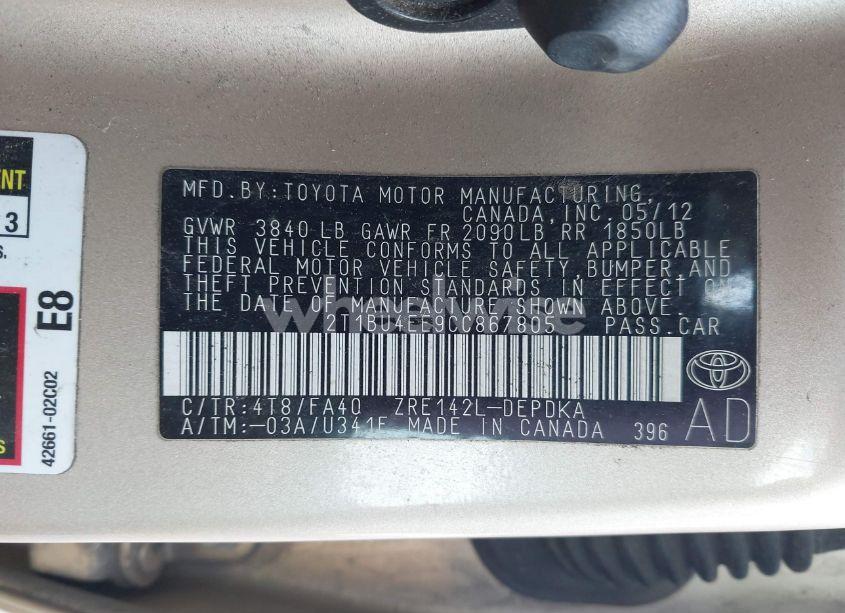 MFD.BY:TOYOTA MOTOR MANUFACTURING,
CANADA, INC. 05/12
GVWR 3840 LB GAWR FR 2090LB RR 1850LB
THIS VEHICLE CONFORMS TO ALL APPLICABLE
FEDERAL MOTOR VEHICLE SAFETY, BUMPER, AND
THEFT PREVENTION STANDARDS IN EFFECT ON
THE DATE OF MANUFACTURE SHOWN ABOVE.
2T1BU4EE9CC867805 PASS.CAR
C/TR:4T8/FA40 ZRE142L-DEPDKA
A/TM:-03A/U341E MADE IN CANADA 396
AD
3
E8
42661-02C02
wheelwise